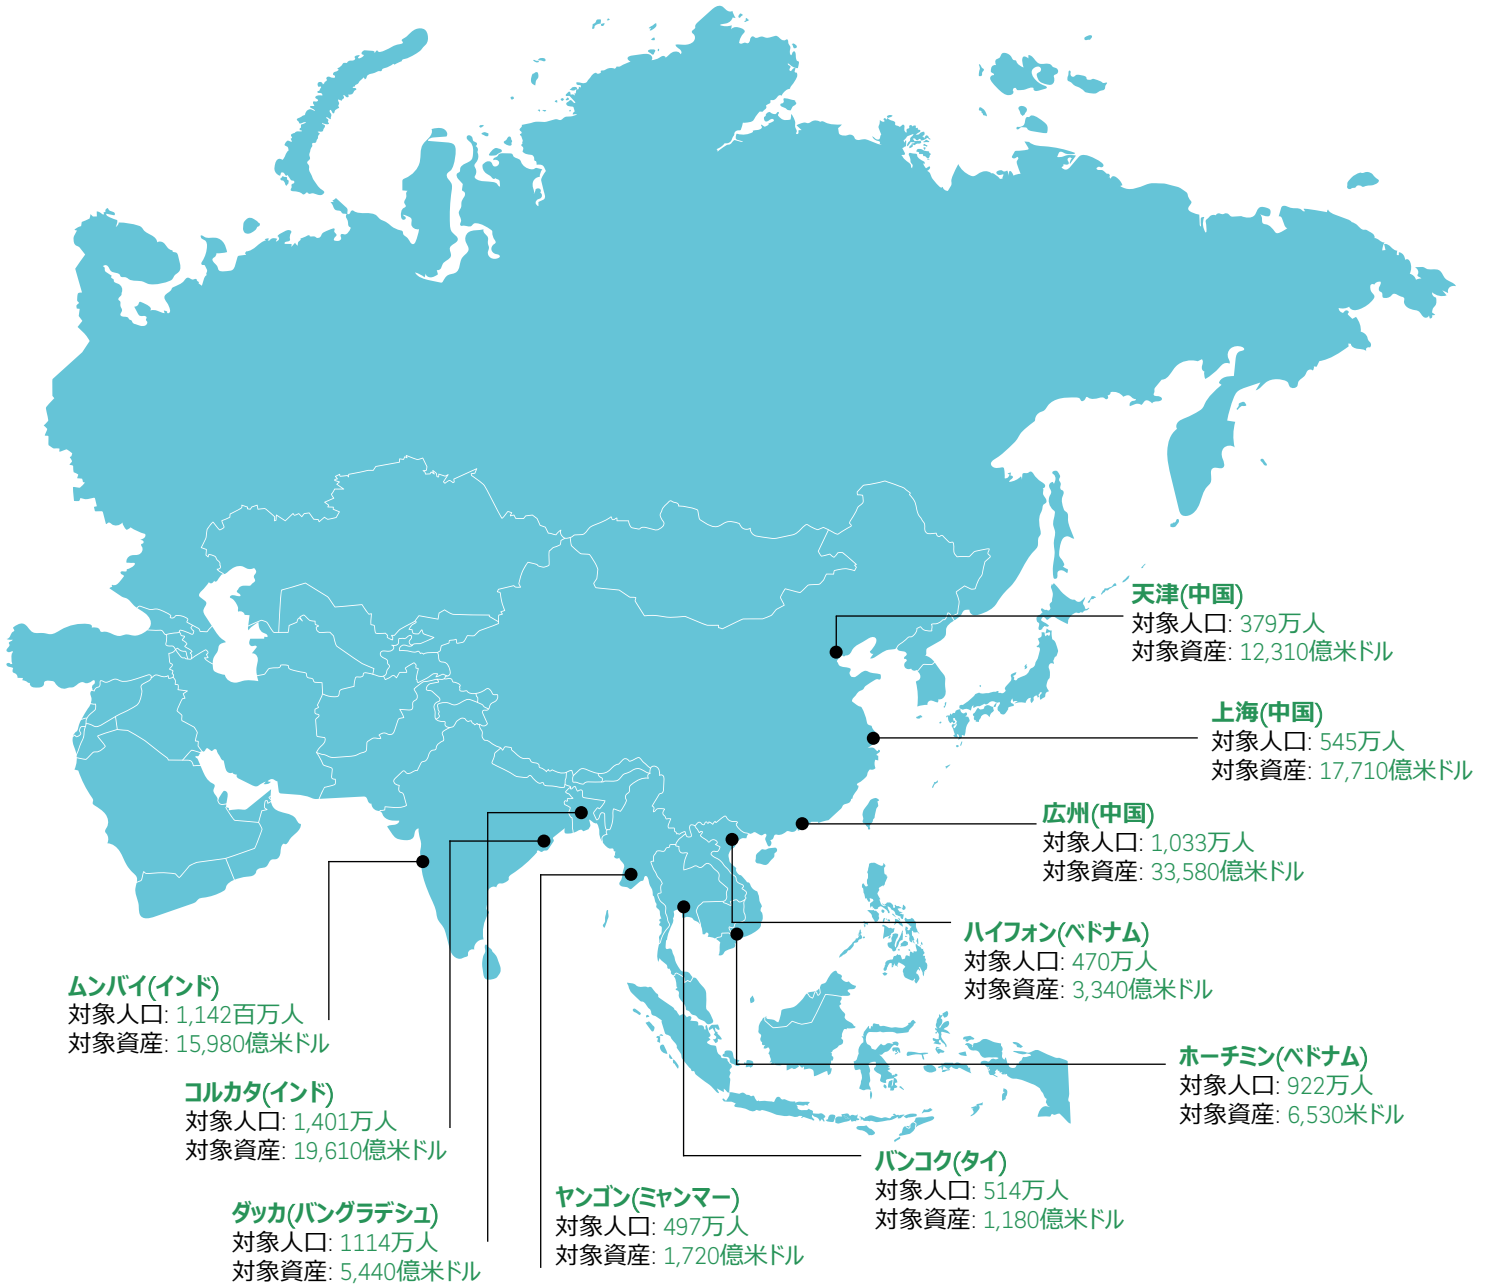 天津(中国)
対象人口: 379万人
対象資産: 12,310億米ドル
上海(中国)
対象人口: 545万人
対象資産: 17,710億米ドル
広州(中国)
対象人口: 1,033万人
対象資産: 33,580億米ドル
ハイフォン(ベドナム)
対象人口: 470万人
対象資産: 3,340億米ドル
ムンバイ(インド)
対象人口: 1,142百万人
対象資産: 15,980億米ドル
ホーチミン(ベドナム)
対象人口: 922万人
対象資産: 6,530米ドル
コルカタ(インド)
対象人口: 1,401万人
対象資産: 19,610億米ドル
バンコク(タイ)
対象人口: 514万人
対象資産: 1,180億米ドル
ヤンゴン(ミャンマー)
対象人口: 497万人
対象資産: 1,720億米ドル
ダッカ(バングラデシュ)
対象人口: 1114万人
対象資産: 5,440億米ドル